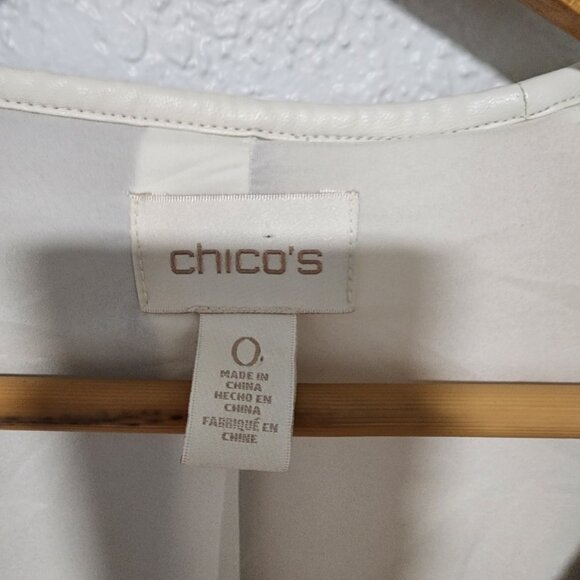 chico's
0.
MADE IN
CHINA
HECHO EN
CHINA
FABRIQUÉ EN
CHINE